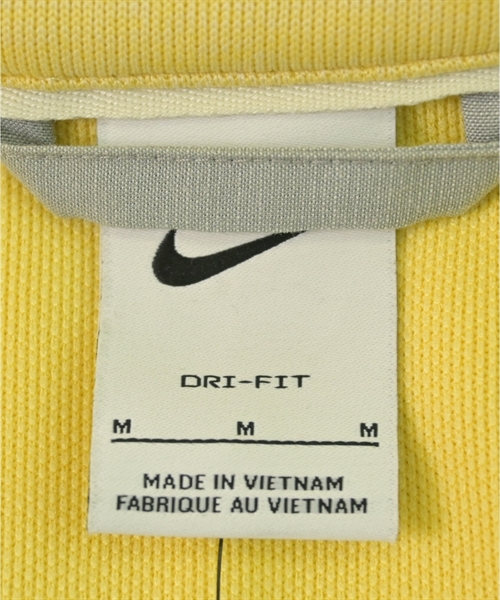 DRI-FIT
M M M
MADE IN VIETNAM
FABRIQUE AU VIETNAM